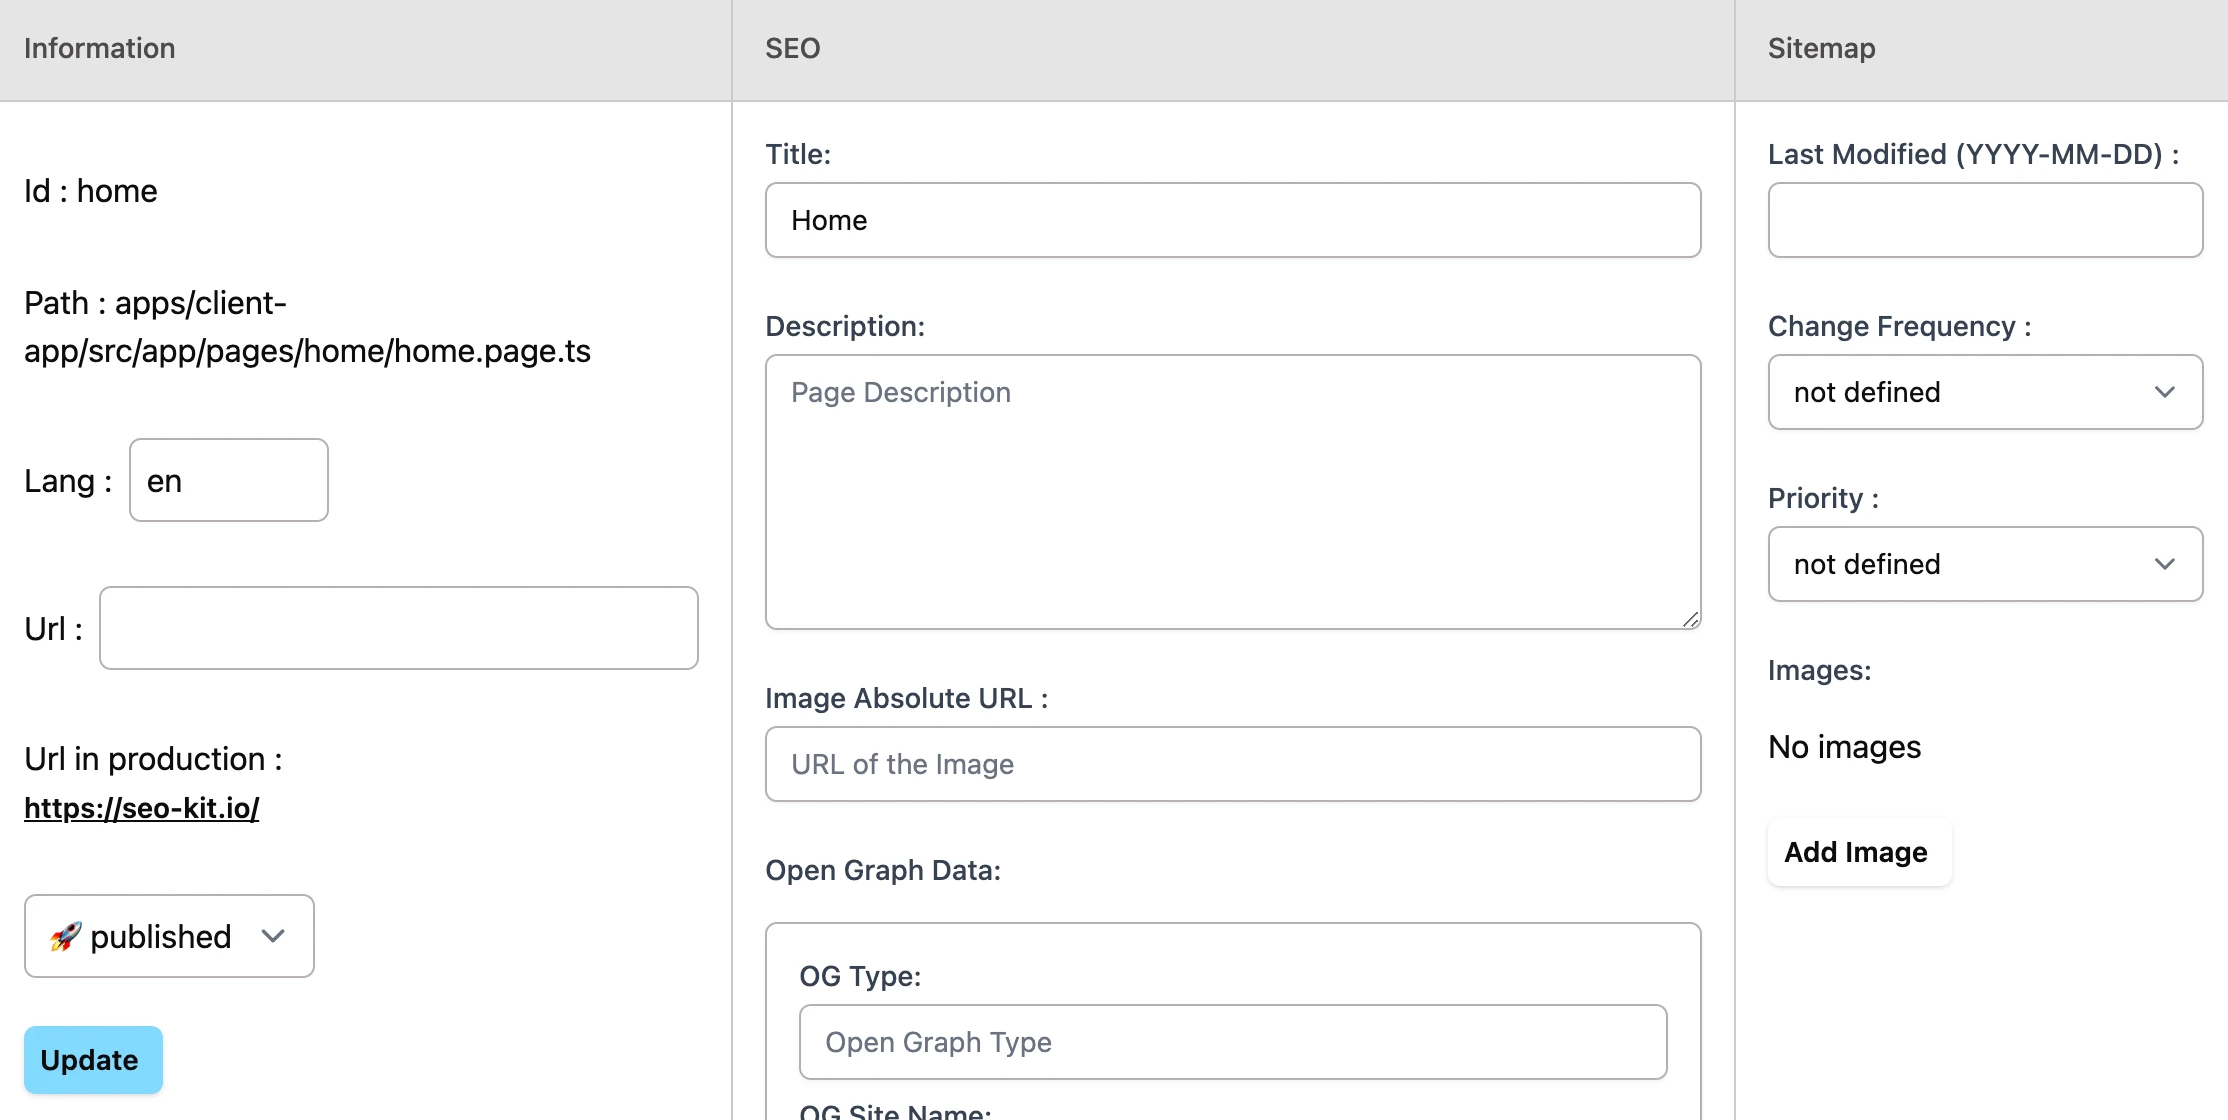 Information
Id : home
Path : apps/client-
app/src/app/pages/home/home.page.ts
Lang : en
Url :
Url in production :
https://seo-kit.io/
🚀 published
Update
SEO
Title:
Home
Description:
Page Description
Image Absolute URL :
URL of the Image
Open Graph Data:
OG Type:
Open Graph Type
OG Site Name:
Sitemap
Last Modified (YYYY-MM-DD) :
Change Frequency :
not defined
Priority :
not defined
Images:
No images
Add Image